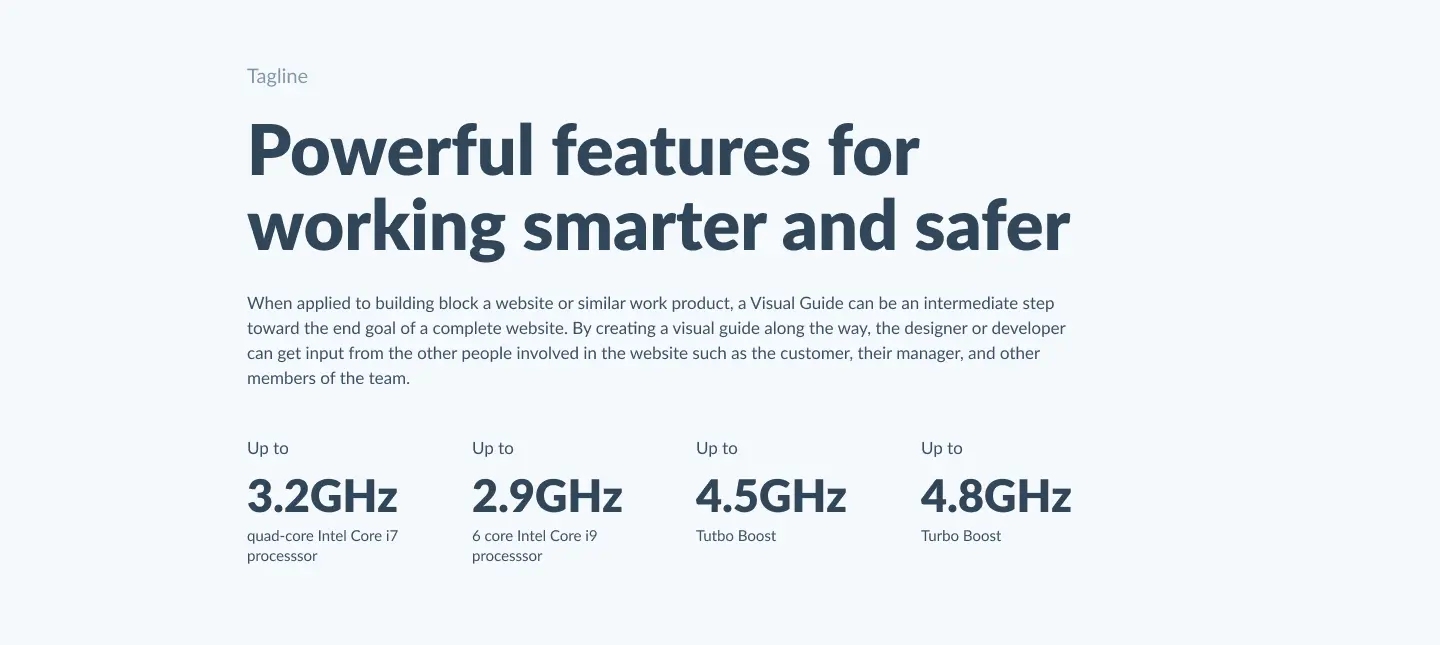 Tagline
Powerful features for
working smarter and safer
When applied to building block a website or similar work product, a Visual Guide can be an intermediate step
toward the end goal of a complete website. By creating a visual guide along the way, the designer or developer
can get input from the other people involved in the website such as the customer, their manager, and other
members of the team.
Up to
3.2GHz
quad-core Intel Core i7
processsor
Up to
2.9GHz
6 core Intel Core i9
processsor
Up to
4.5GHz
Tutbo Boost
Up to
4.8GHz
Turbo Boost